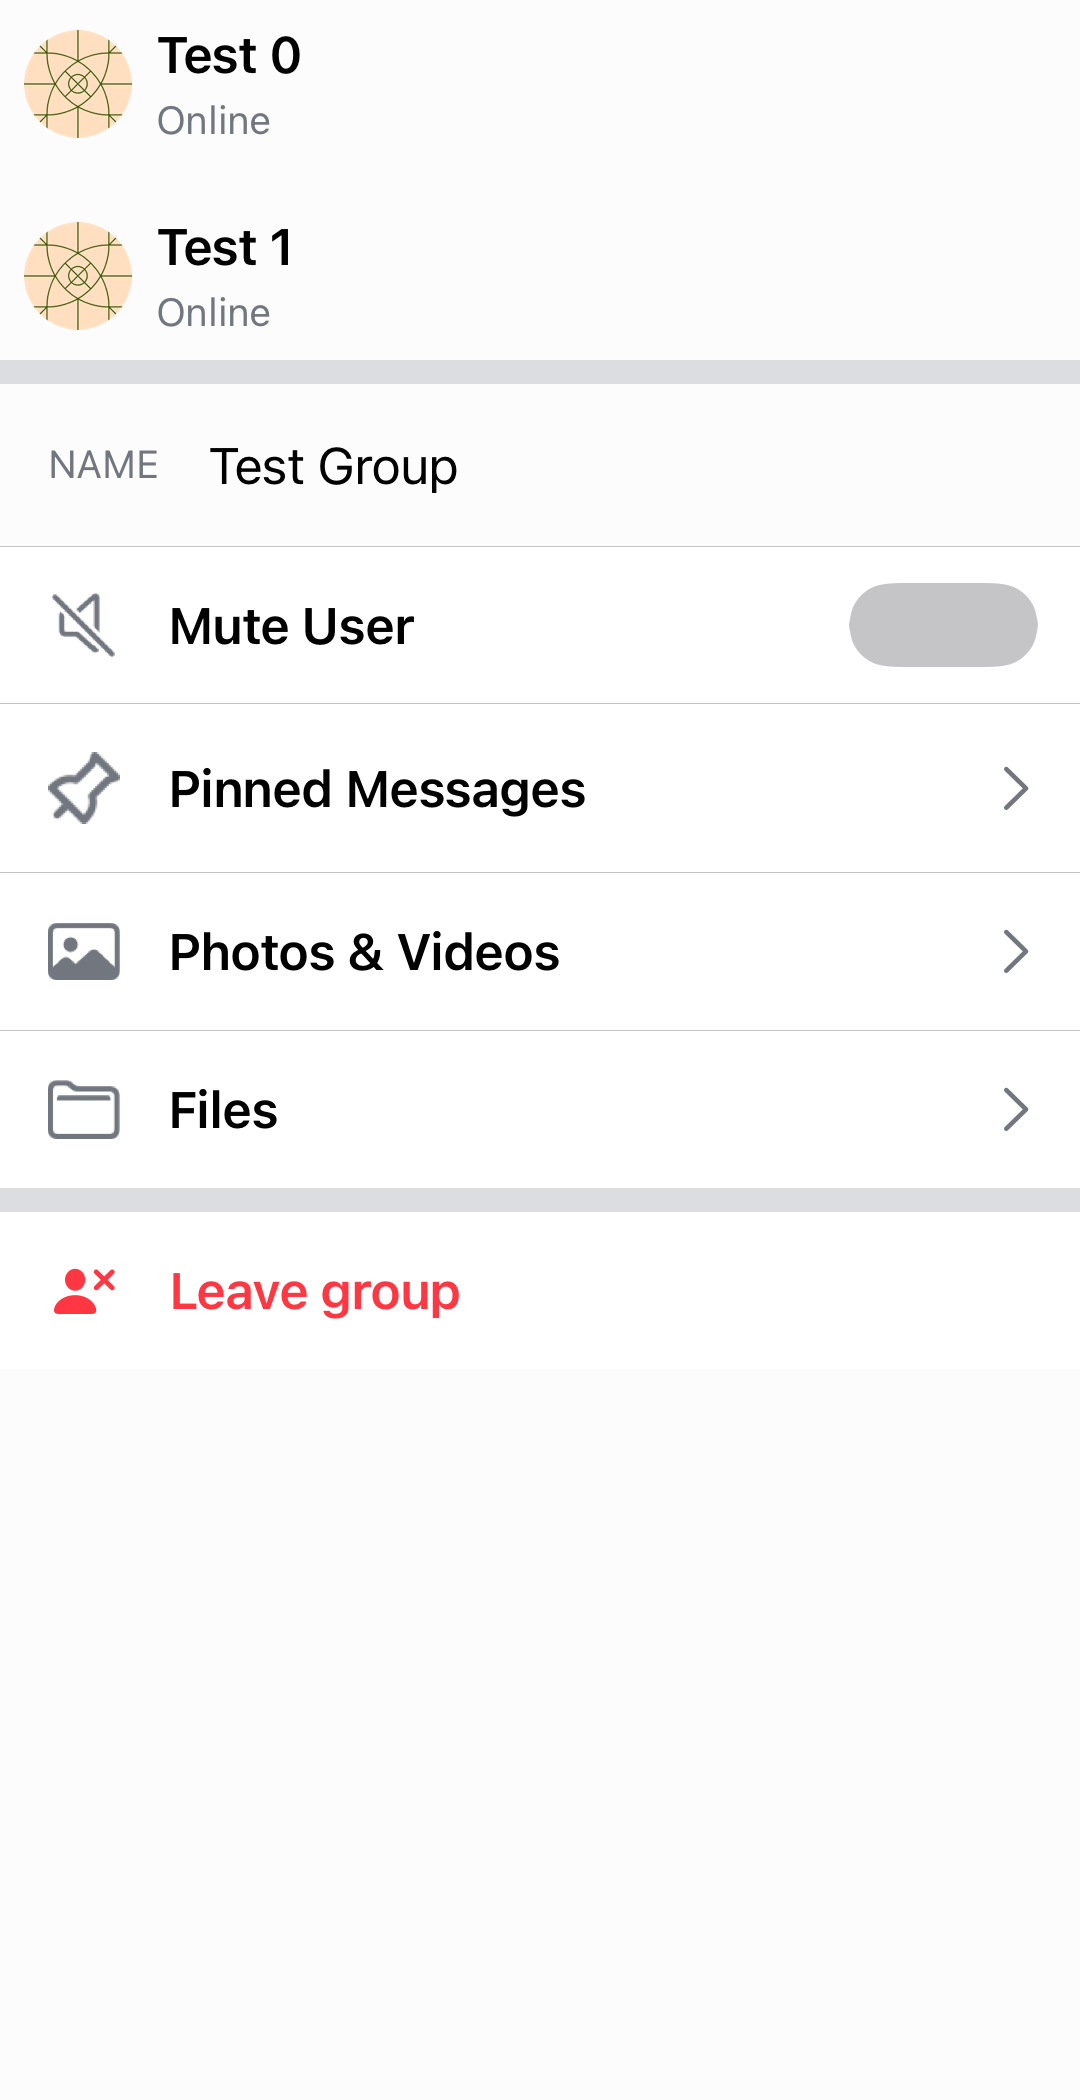 Test 0
Online
Test 1
Online
NAME Test Group
Mute User
Pinned Messages
Photos & Videos
Files
Leave group